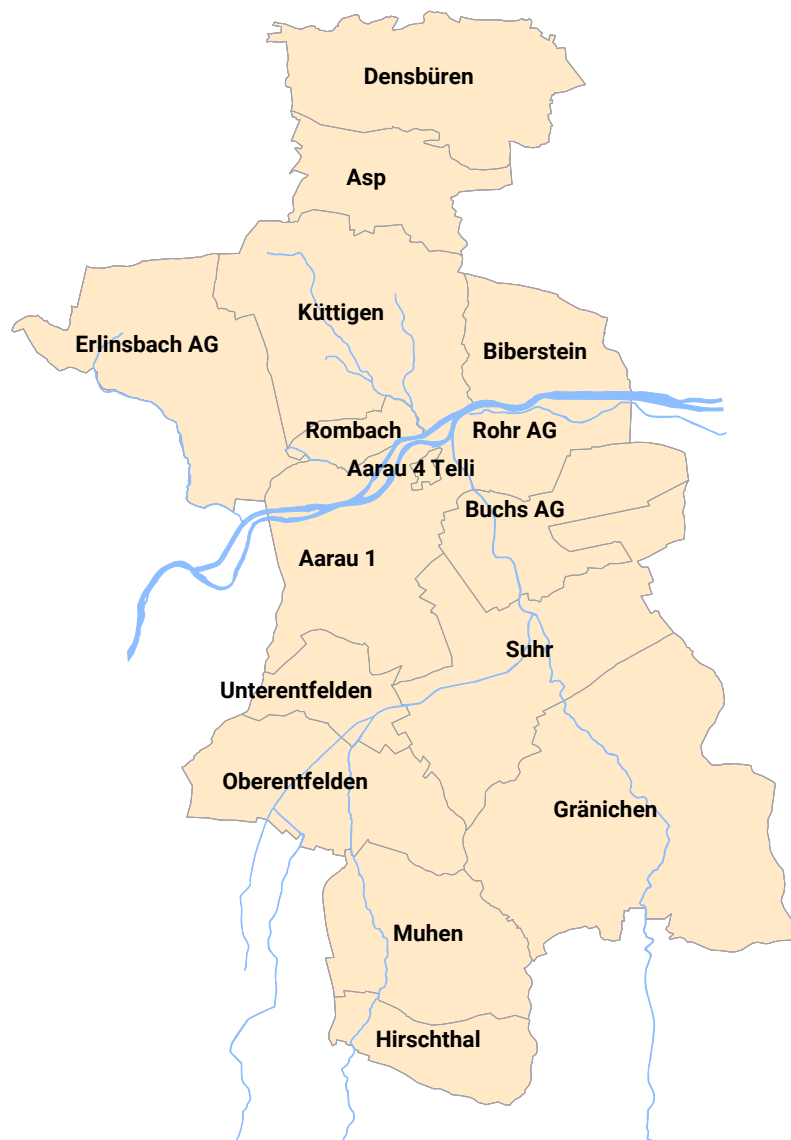 Densbüren
Asp
Küttigen
Erlinsbach AG
Biberstein
Rombach
Rohr AG
Aarau 4 Telli
Buchs AG
Aarau 1
Suhr
Unterentfelden
Oberentfelden
Gränichen
Muhen
Hirschthal